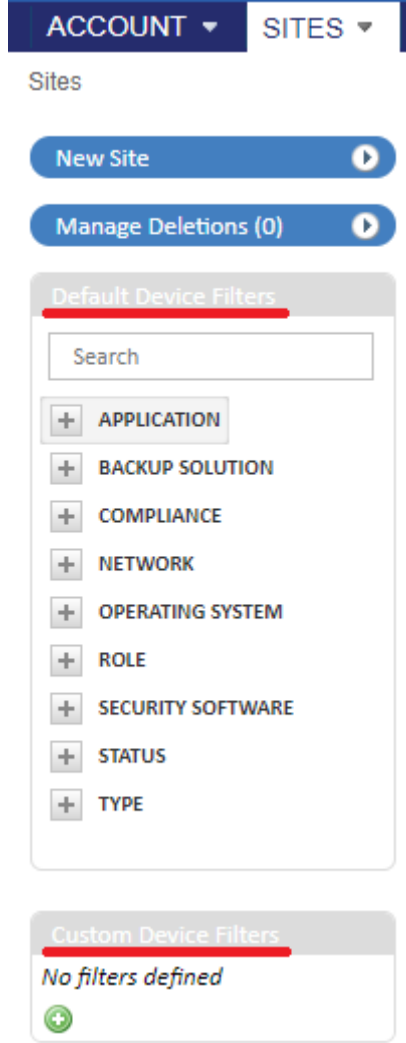 ACCOUNT SITES
Sites
New Site
Manage Deletions (0)
Default Device Filters
Search
APPLICATION
BACKUP SOLUTION
COMPLIANCE
NETWORK
OPERATING SYSTEM
ROLE
SECURITY SOFTWARE
STATUS
TYPE
Custom Device Filters
No filters defined